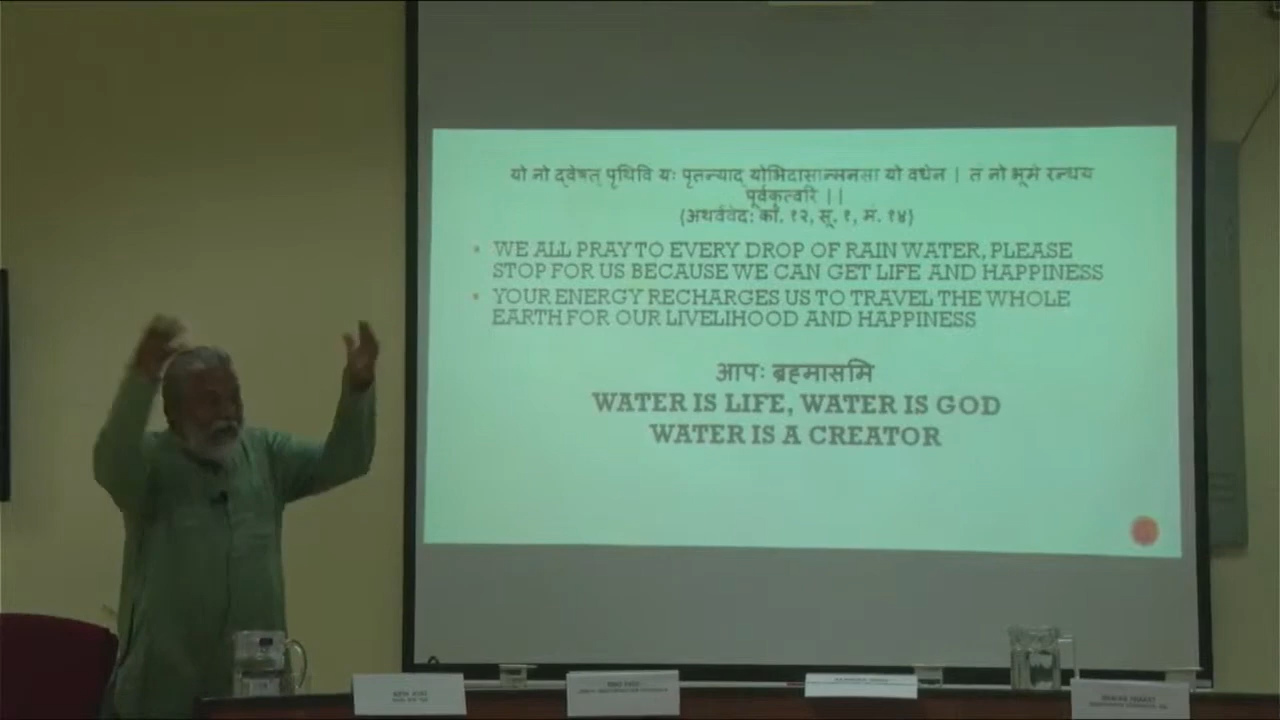 यो नो द्वेषत् पृथिवि यः पृतन्याद् योभिदासान्मनसा यो वधेन | तं नो भूमे रन्धय
पूर्वकृत्वरि ||
(अथर्ववेद: कां. १२, सू. १, मं. १४)
WE ALL PRAY TO EVERY DROP OF RAIN WATER, PLEASE
STOP FOR US BECAUSE WE CAN GET LIFE AND HAPPINESS
YOUR ENERGY RECHARGES US TO TRAVEL THE WHOLE
EARTH FOR OUR LIVELIHOOD AND HAPPINESS
आपः ब्रह्मासमि
WATER IS LIFE, WATER IS GOD
WATER IS A CREATOR